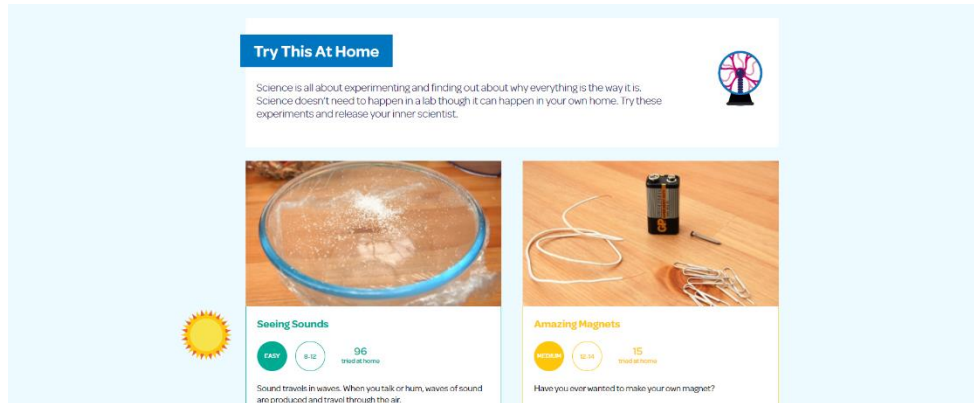 Try This At Home
Science is all about experimenting and finding out about why everything is the way it is.
Science doesn't need to happen in a lab though it can happen in your own home. Try these
experiments and release your inner scientist.
GP
Seeing Sounds
EASY
8-12
96
tried at home
Sound travels in waves. When you talk or hum, waves of sound
are produced and travel through the air.
Amazing Magnets
MEDIUM
12-14
15
tried at home
Have you ever wanted to make your own magnet?